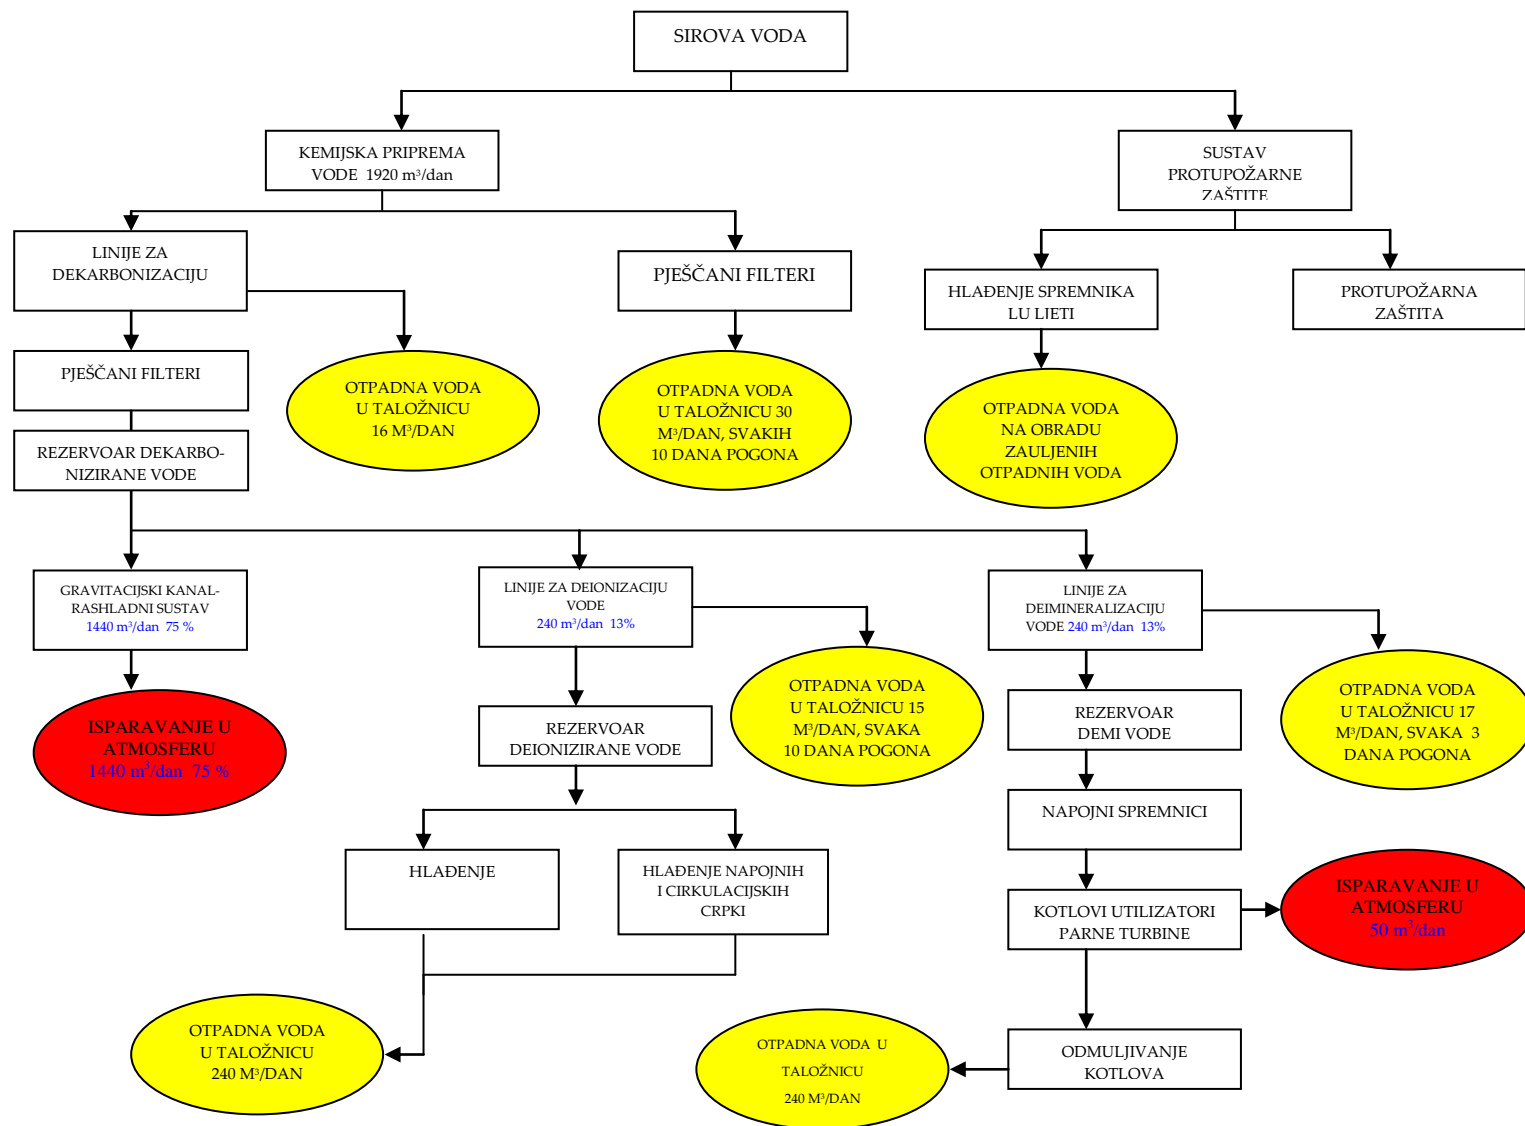 SIROVA VODA
KEMIJSKA PRIPREMA
VODE 1920 m³/dan
SUSTAV
PROTUPOŽARNE
ZAŠTITE
LINIJE ZA
DEKARBONIZACIJU
PJEŠČANI FILTERI
HLAĐENJE SPREMNIKA
LU LJETI
PROTUPOŽARNA
ZAŠTITA
PJEŠČANI FILTERI
OTPADNA VODA
U TALOŽNICU
16 M³/DAN
OTPADNA VODA
U TALOŽNICU 30
M³/DAN, SVAKIH
10 DANA POGONA
OTPADNA VODA
NA OBRADU
ZAULJENIH
OTPADNIH VODA
REZERVOAR DEKARBO-
NIZIRANE VODE
GRAVITACIJSKI KANAL-
RASHLADNI SUSTAV
1440 m³/dan 75 %
LINIJE ZA DEIONIZACIJU
VODE
240 m³/dan 13%
LINIJE ZA
DEIMINERALIZACIJU
VODE 240 m³/dan 13%
ISPARAVANJE U
ATMOSFERU
1440 m³/dan 75 %
REZERVOAR
DEIONIZIRANE VODE
OTPADNA VODA
U TALOŽNICU 15
M³/DAN, SVAKA
10 DANA POGONA
REZERVOAR
DEMI VODE
OTPADNA VODA
U TALOŽNICU 17
M³/DAN, SVAKA 3
DANA POGONA
NAPOJNI SPREMNICI
HLAĐENJE
HLAĐENJE NAPOJNIH
I CIRKULACIJSKIH
CRPKI
KOTLOVI UTILIZATORI
PARNE TURBINE
ISPARAVANJE U
ATMOSFERU
50 m³/dan
OTPADNA VODA
U TALOŽNICU
240 M³/DAN
OTPADNA VODA U
TALOŽNICU
240 M³/DAN
ODMULJIVANJE
KOTLOVA